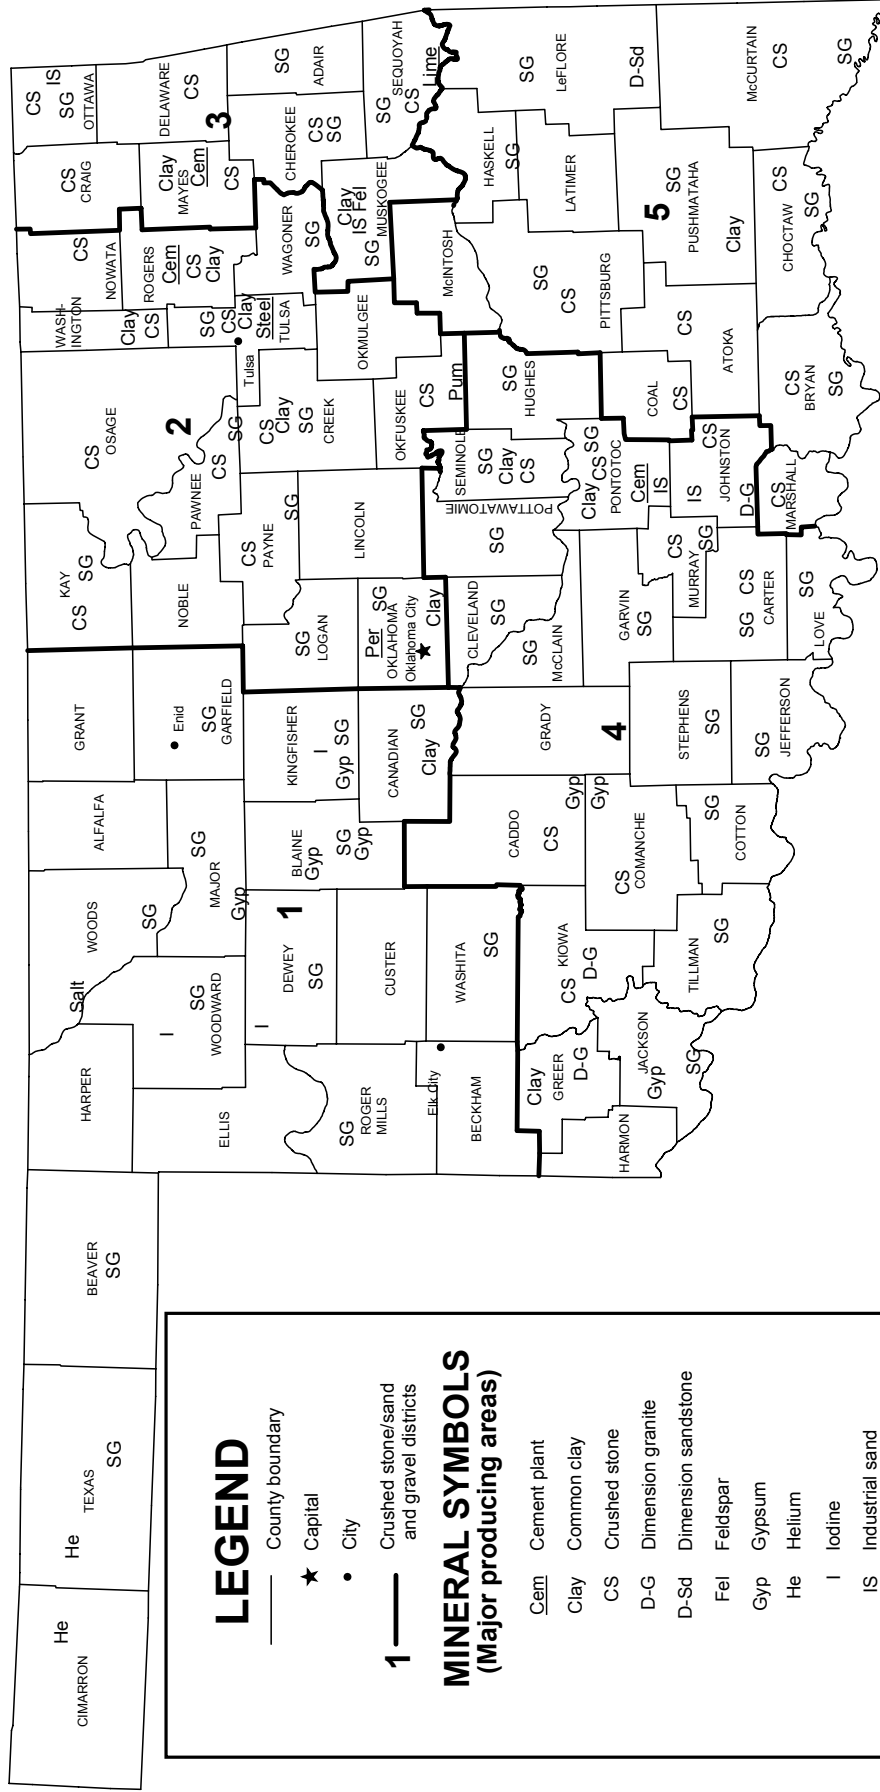 CIMARRON
He
He
TEXAS
SG
BEAVER
SG
HARPER
Salt
WOODS
SG
ALFALFA
GRANT
KAY
CS
SG
CS
OSAGE
WASH-
INGTON
Clay
CS
NOWATA
CS
CS
CRAIG
CS
SG
IS
OTTAWA
ELLIS
I
SG
WOODWARD
SG
MAJOR
Gyp
Enid
SG
GARFIELD
NOBLE
PAWNEE
CS
SG
2
SG
CS
Clay
Steel
TULSA
Tulsa
ROGERS
Cem
CS
Clay
Clay
MAYES
Cem
CS
DELAWARE
CS
3
I
DEWEY
SG
1
BLAINE
Gyp
SG
Gyp
KINGFISHER
I
Gyp
SG
SG
LOGAN
CS
PAYNE
SG
CS
Clay
SG
CREEK
WAGONER
SG
CHEROKEE
CS
SG
SG
ADAIR
SG
ROGER
MILLS
CUSTER
CANADIAN
SG
Clay
Per
SG
OKLAHOMA
Oklahoma City
Clay
LINCOLN
OKFUSKEE
CS
Pum
OKMULGEE
Clay
IS Fel
SG
MUSKOGEE
SG
SEQUOYAH
CS
Lime
Elk City
BECKHAM
WASHITA
SG
CADDO
CS
Gyp
GRADY
CLEVELAND
SG
SG
McCLAIN
POTTAWATOMIE
SG
SEMINOLE
SG
Clay
CS
SG
HUGHES
McINTOSH
HASKELL
SG
SG
LeFLORE
D-Sd
Clay
GREER
D-G
CS
KIOWA
D-G
Gyp
CS
COMANCHE
4
GARVIN
SG
Clay
CS
SG
PONTOTOC
Cem
IS
SG
CS
PITTSBURG
LATIMER
HARMON
JACKSON
Gyp
SG
TILLMAN
SG
SG
COTTON
STEPHENS
SG
CS
MURRAY
SG
IS
CS
JOHNSTON
D-G
COAL
CS
CS
ATOKA
5
SG
PUSHMATAHA
Clay
McCURTAIN
CS
SG
SG
JEFFERSON
SG
CS
CARTER
SG
LOVE
CS
MARSHALL
CS
BRYAN
SG
CS
CHOCTAW
SG
LEGEND
County boundary
Capital
City
1
Crushed stone/sand
and gravel districts
MINERAL SYMBOLS
(Major producing areas)
Cem Cement plant
Clay Common clay
CS Crushed stone
D-G Dimension granite
D-Sd Dimension sandstone
Fel Feldspar
Gyp Gypsum
He Helium
I Iodine
IS Industrial sand